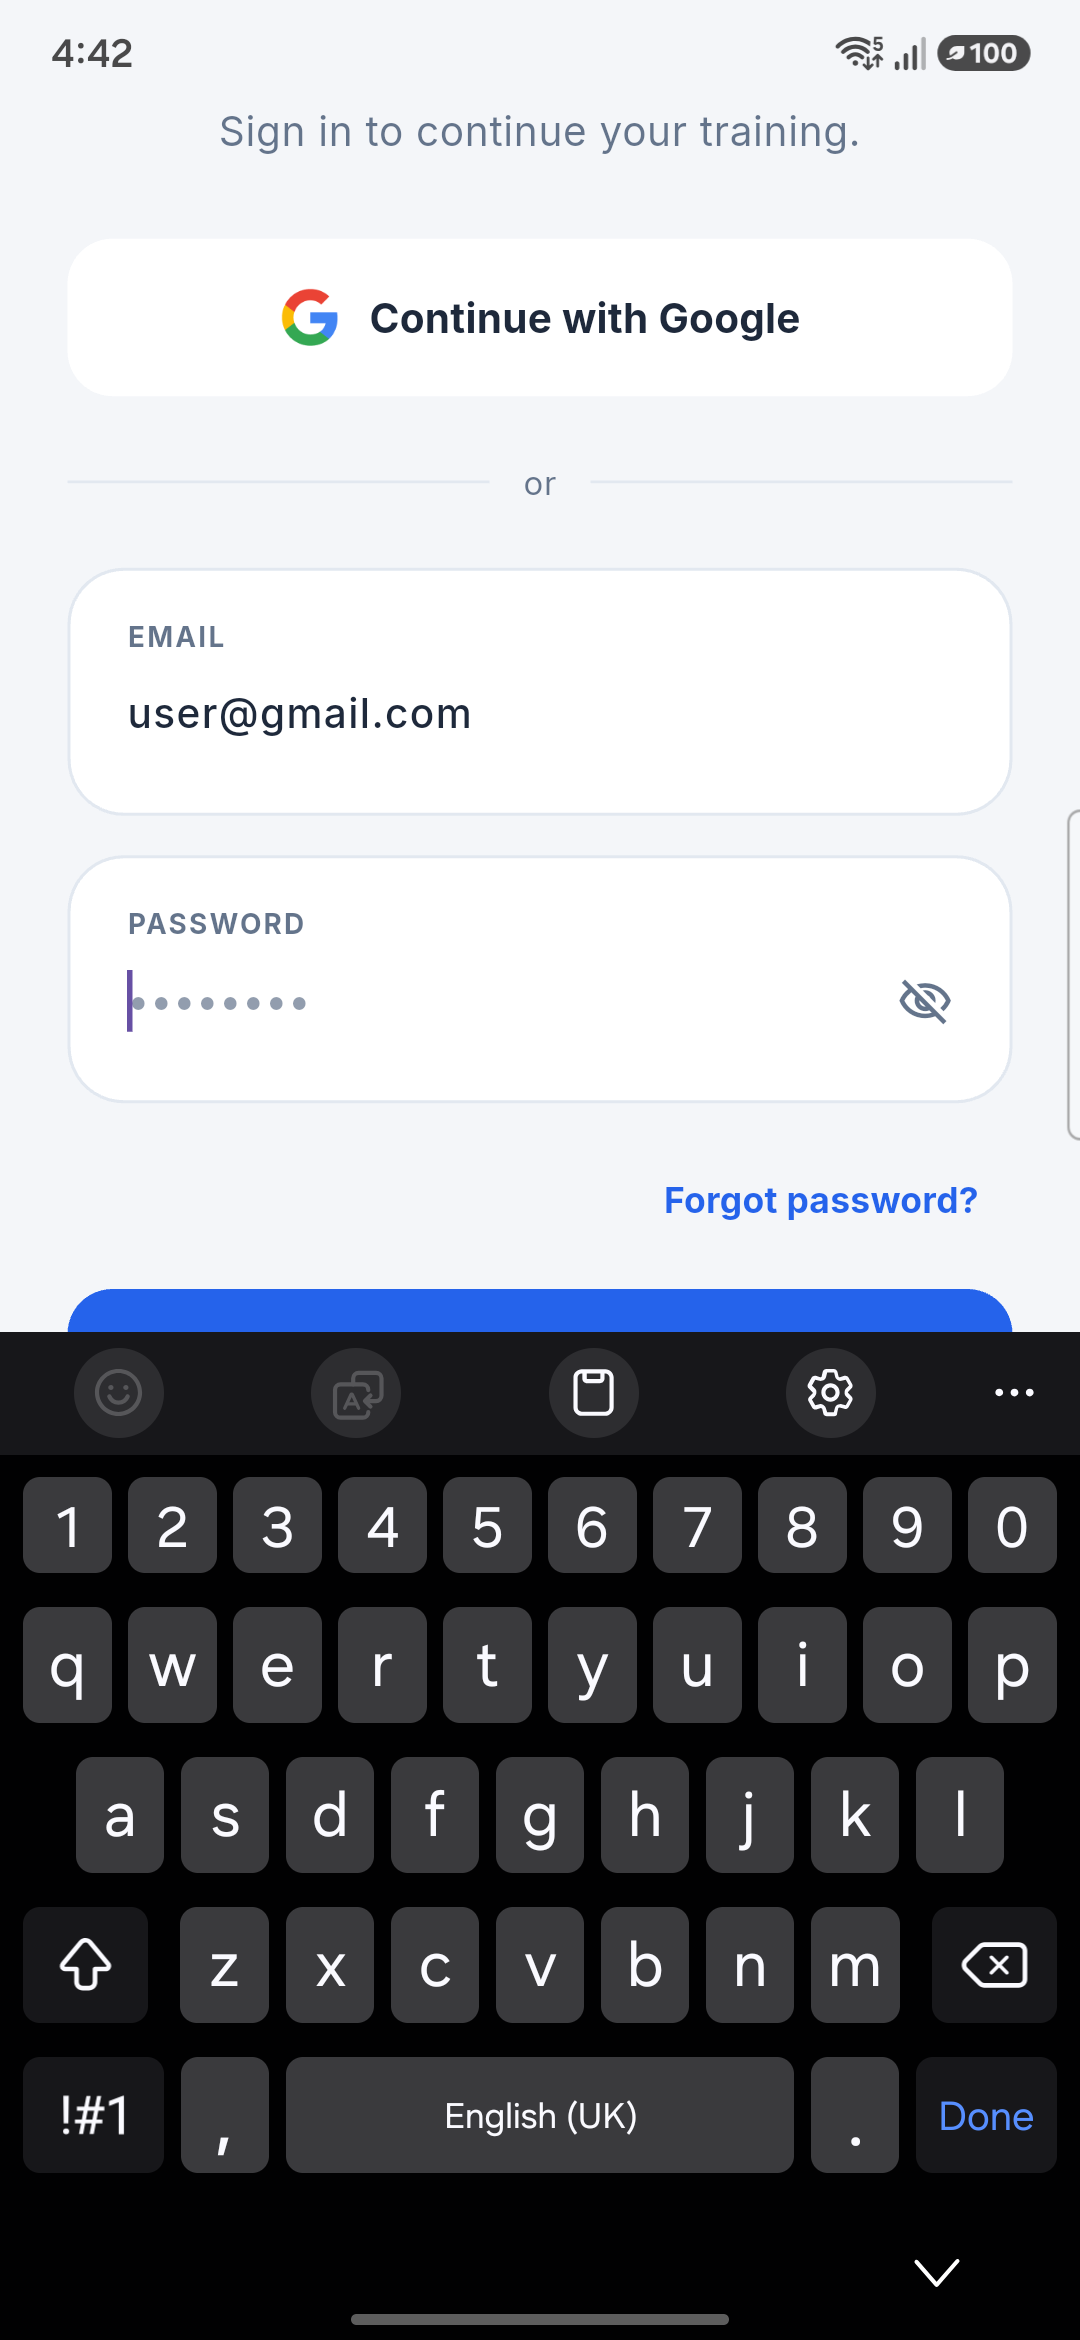 4:42
5
100
Sign in to continue your training.
Continue with Google
or
EMAIL
user@gmail.com
PASSWORD
••••••••
Forgot password?
A
1 2 3 4 5 6 7 8 9 0
q w e r t y u i o p
a s d f g h j k l
z x c v b n m
!#1 , English (UK) . Done